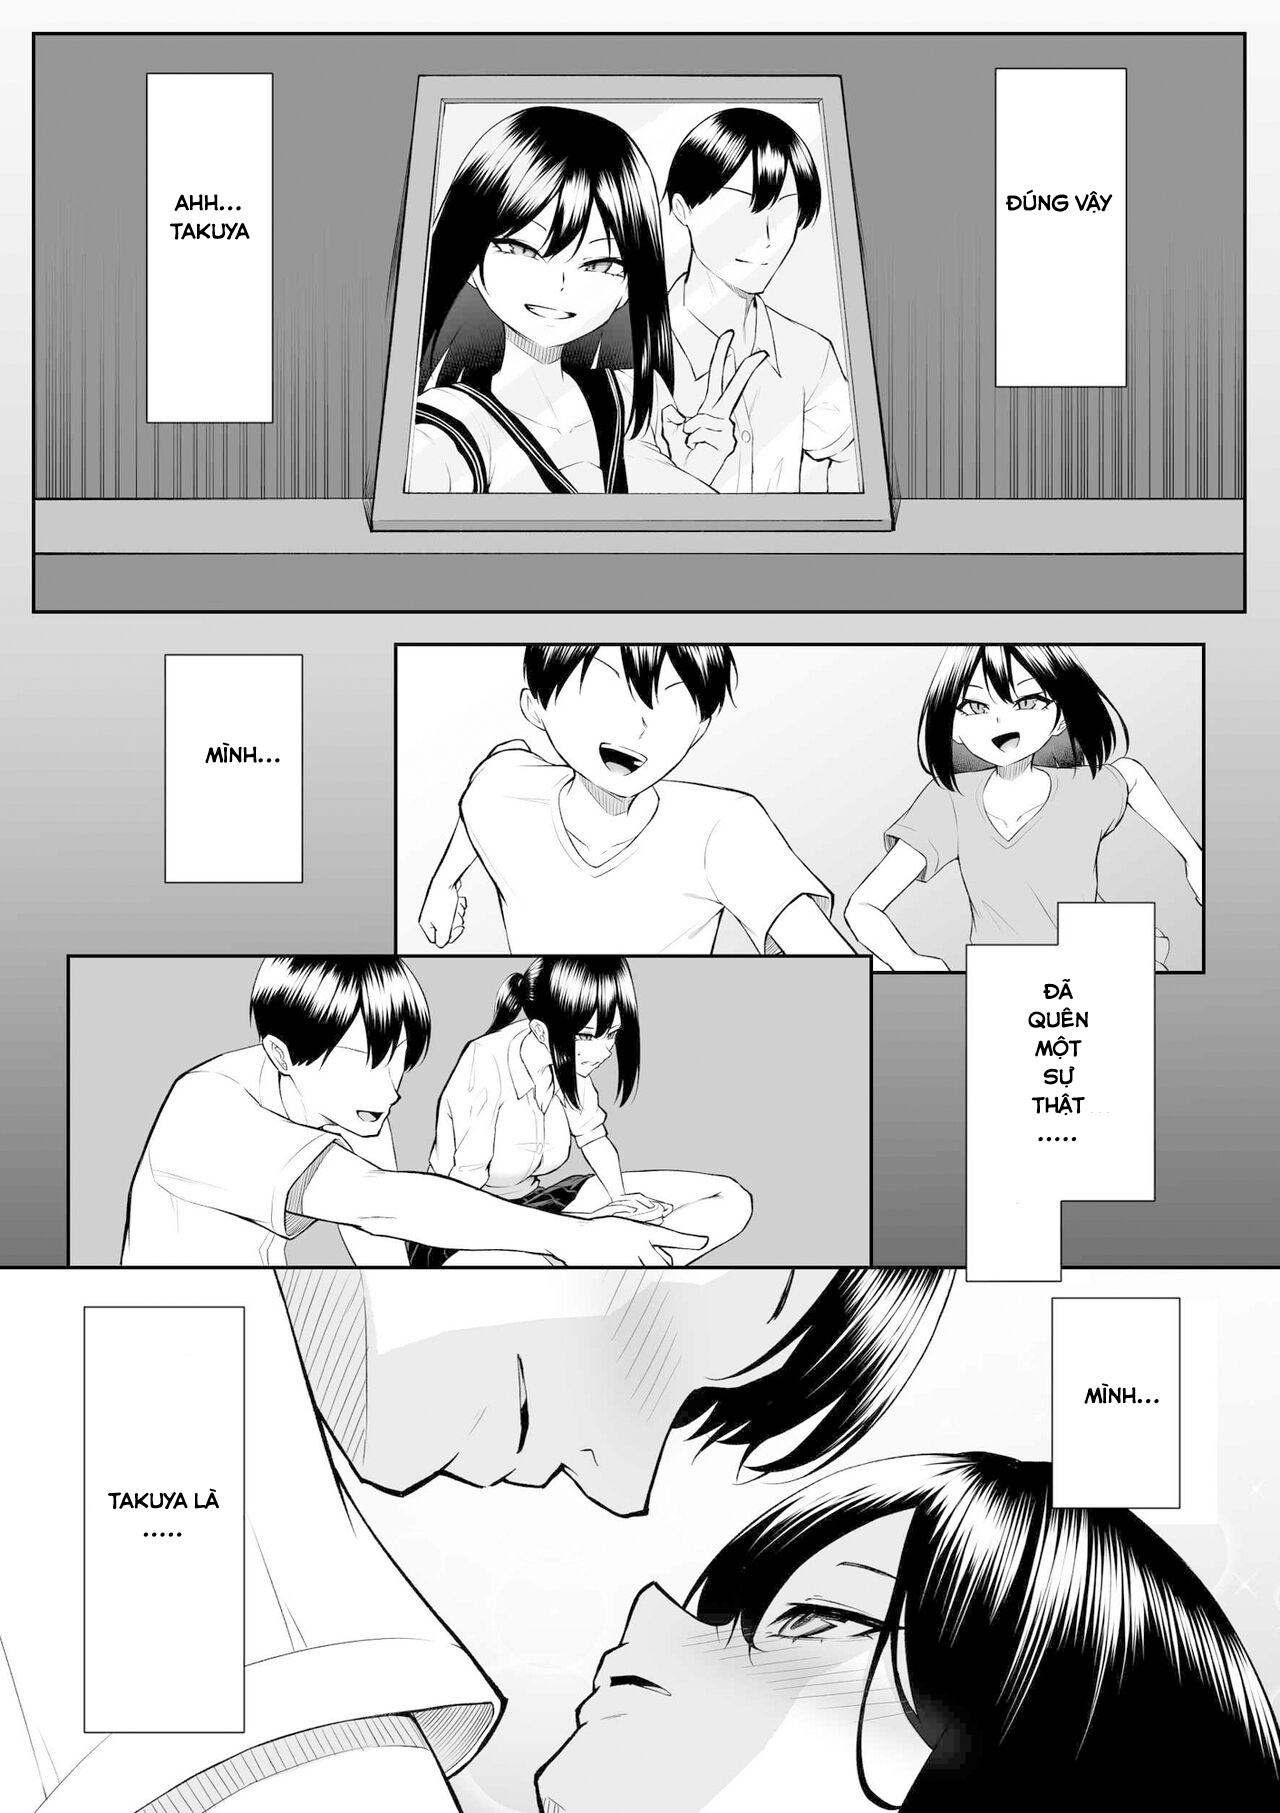 ĐÚNG VẬY
AHH...
TAKUYA
MÌNH...
ĐÃ
QUÊN
MỘT
SỰ
THẬT
.....
MÌNH...
TAKUYA LÀ
.....